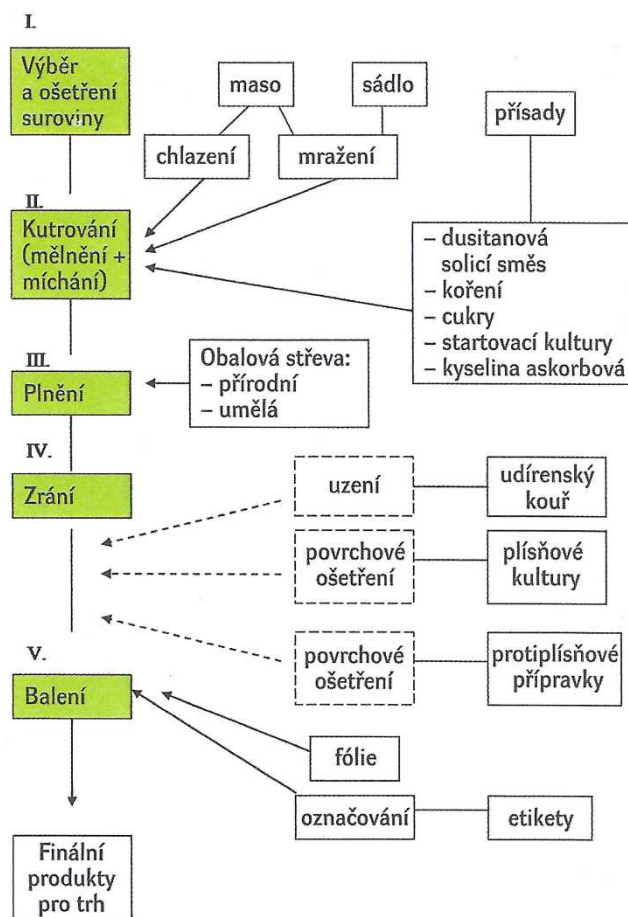 I.
Výběr
a ošetření
suroviny
maso
sádlo
přísady
chlazení
mražení
II.
Kutrování
(mělnění +
míchání)
– dusitanová
solicí směs
– koření
– cukry
– startovací kultury
– kyselina askorbová
III.
Plnění
Obalová střeva:
– přírodní
– umělá
IV.
Zrání
uzení
udírenský
kouř
povrchové
ošetření
plísňové
kultury
povrchové
ošetření
protiplísňové
přípravky
V.
Balení
fólie
označování
etikety
Finální
produkty
pro trh